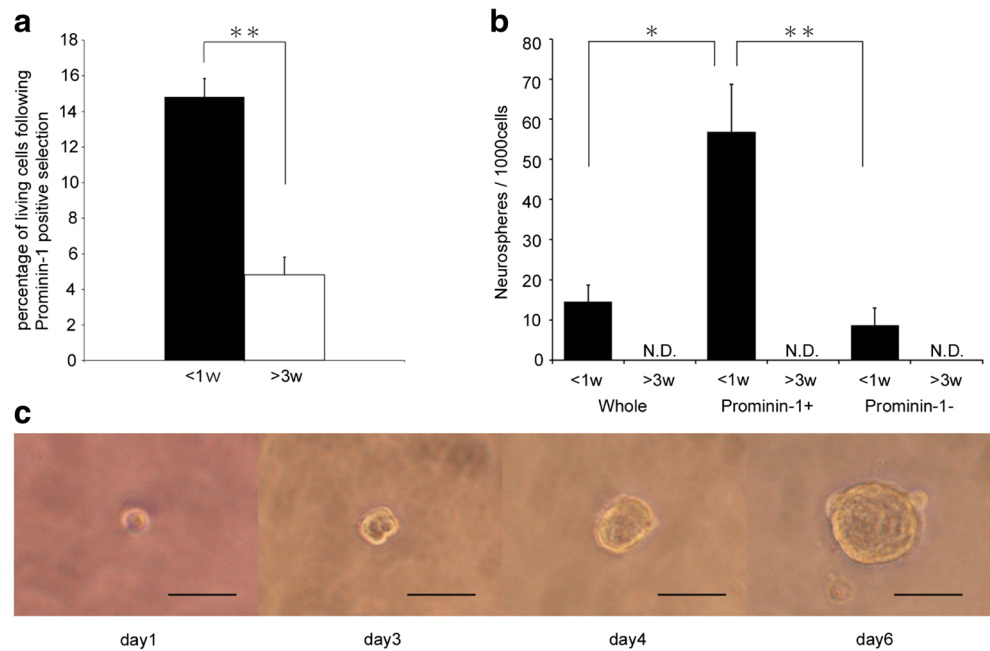 a
**
18
16
14
12
10
8
6
4
2
0
percentage of living cells following
Prominin-1 positive selection
<1w
>3w
b
*
**
80
70
60
50
40
30
20
10
0
Neurospheres / 1000cells
N.D.
N.D.
N.D.
<1w
>3w
<1w
>3w
<1w
>3w
Whole
Prominin-1+
Prominin-1-
c
day1
day3
day4
day6